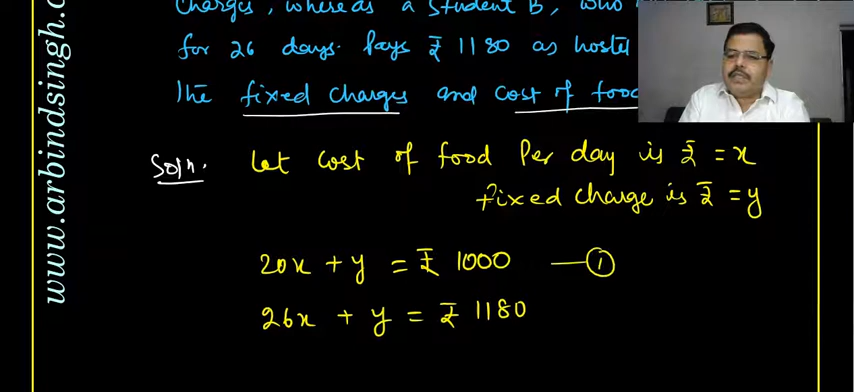 Charges, whereas a Student B, who
for 26 days. Pays ₹ 1180 as hostel
The fixed charges and cost of food
Soln. Let cost of food Per day is ₹ = x
fixed charge is ₹ = y
20x + y = ₹ 1000 — ①
26x + y = ₹ 1180
www.arbindsingh.c